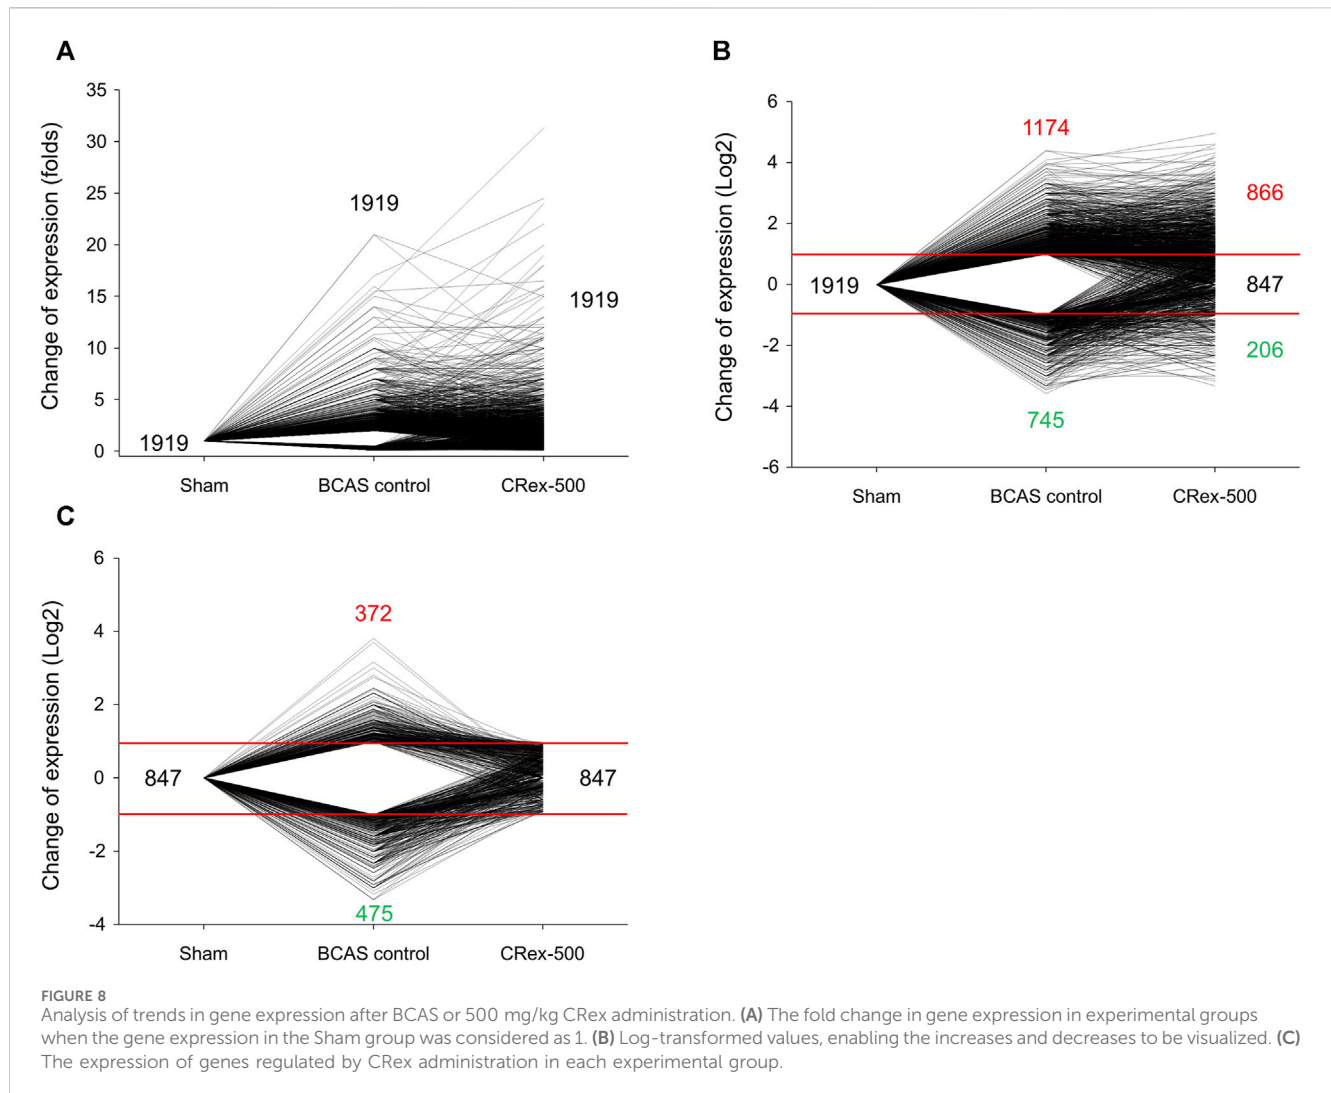 A
Change of expression (folds)
35
30
25
20
15
10
5
0
1919
1919
1919
Sham
BCAS control
CRex-500
B
Change of expression (Log2)
6
4
2
0
-2
-4
-6
1919
1174
745
866
847
206
Sham
BCAS control
CRex-500
C
Change of expression (Log2)
6
4
2
0
-2
-4
847
372
475
847
Sham
BCAS control
CRex-500
FIGURE 8
Analysis of trends in gene expression after BCAS or 500 mg/kg CRex administration. (A) The fold change in gene expression in experimental groups
when the gene expression in the Sham group was considered as 1. (B) Log-transformed values, enabling the increases and decreases to be visualized. (C)
The expression of genes regulated by CRex administration in each experimental group.